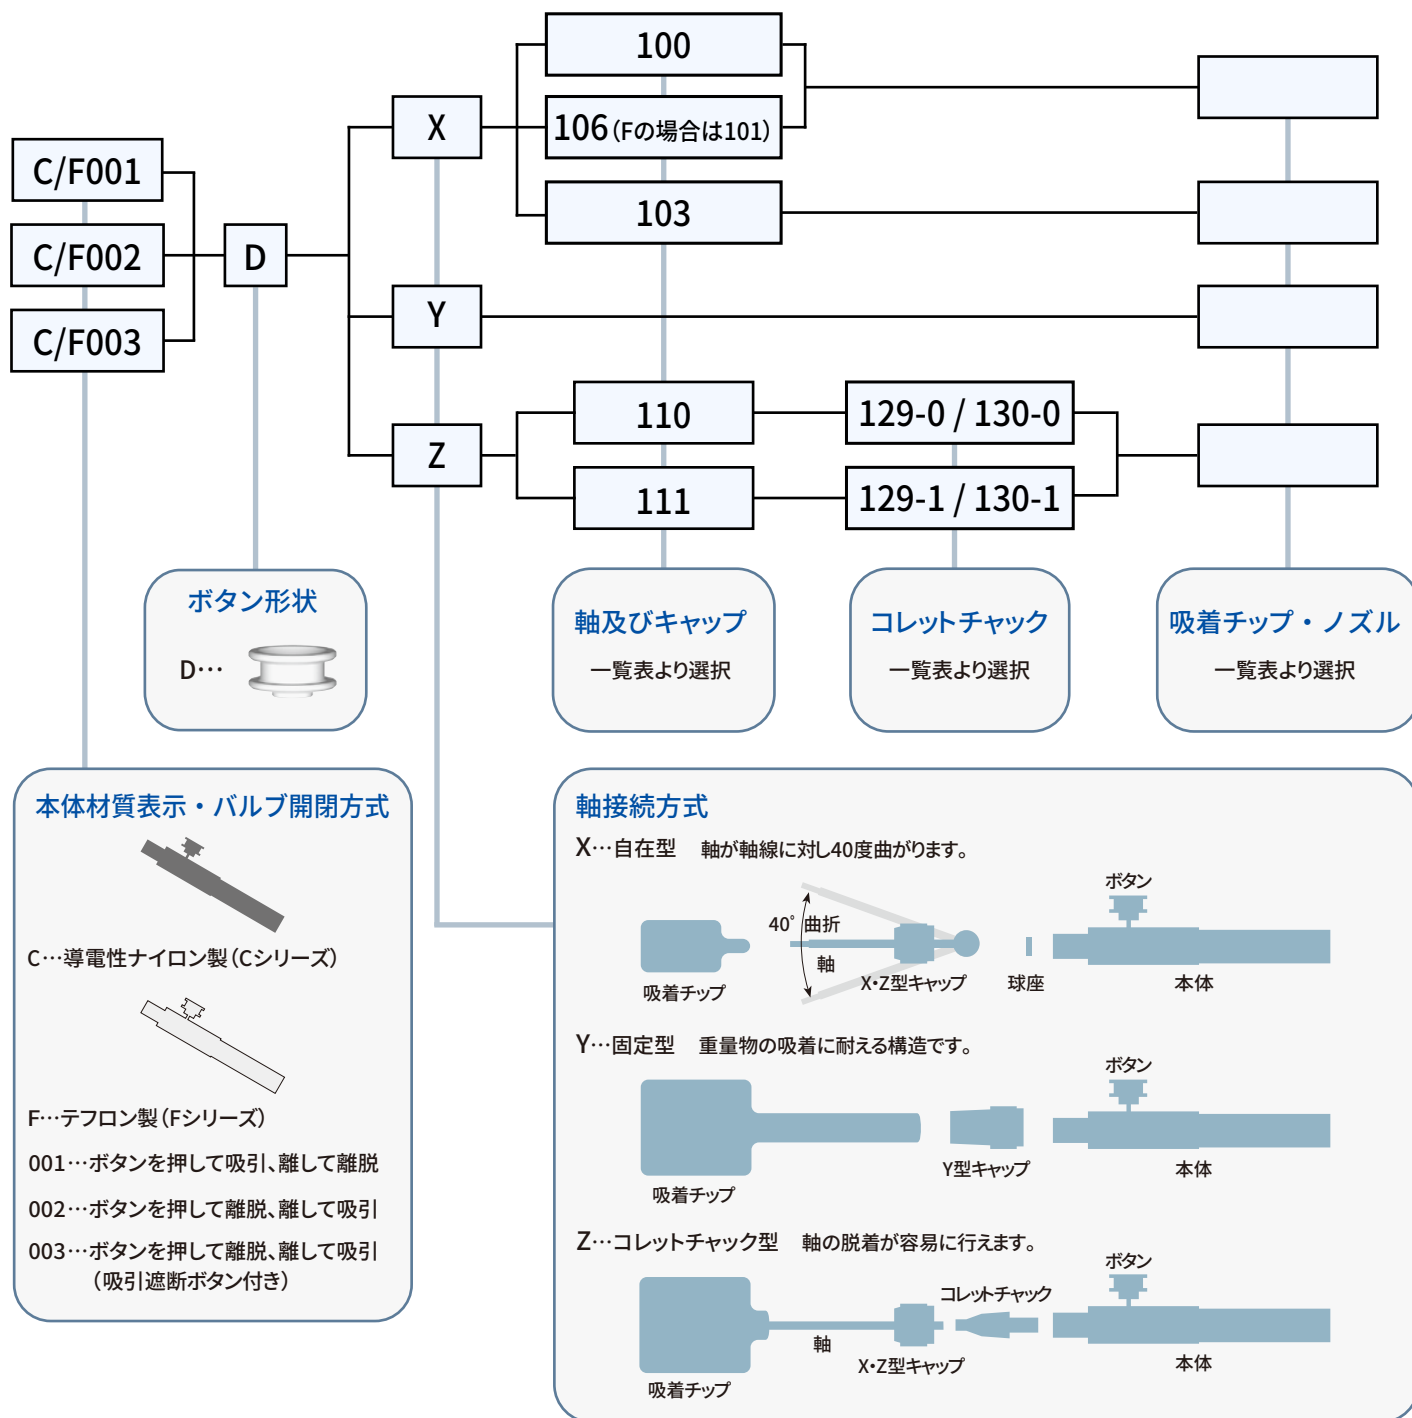 100
106（Fの場合は101）
103
X
C/F001
C/F002
C/F003
D
Y
Z
110
111
129-0 / 130-0
129-1 / 130-1
ボタン形状
D…
軸及びキャップ
一覧表より選択
コレットチャック
一覧表より選択
吸着チップ・ノズル
一覧表より選択
本体材質表示・バルブ開閉方式
C…導電性ナイロン製（Cシリーズ）
F…テフロン製（Fシリーズ）
001…ボタンを押して吸引、離して離脱
002…ボタンを押して離脱、離して吸引
003…ボタンを押して離脱、離して吸引
（吸引遮断ボタン付き）
軸接続方式
X…自在型 軸が軸線に対し40度曲がります。
ボタン
40° 曲折
軸
吸着チップ
X・Z型キャップ
球座
本体
Y…固定型 重量物の吸着に耐える構造です。
ボタン
吸着チップ
Y型キャップ
本体
Z…コレットチャック型 軸の脱着が容易に行えます。
ボタン
コレットチャック
軸
吸着チップ
X・Z型キャップ
本体